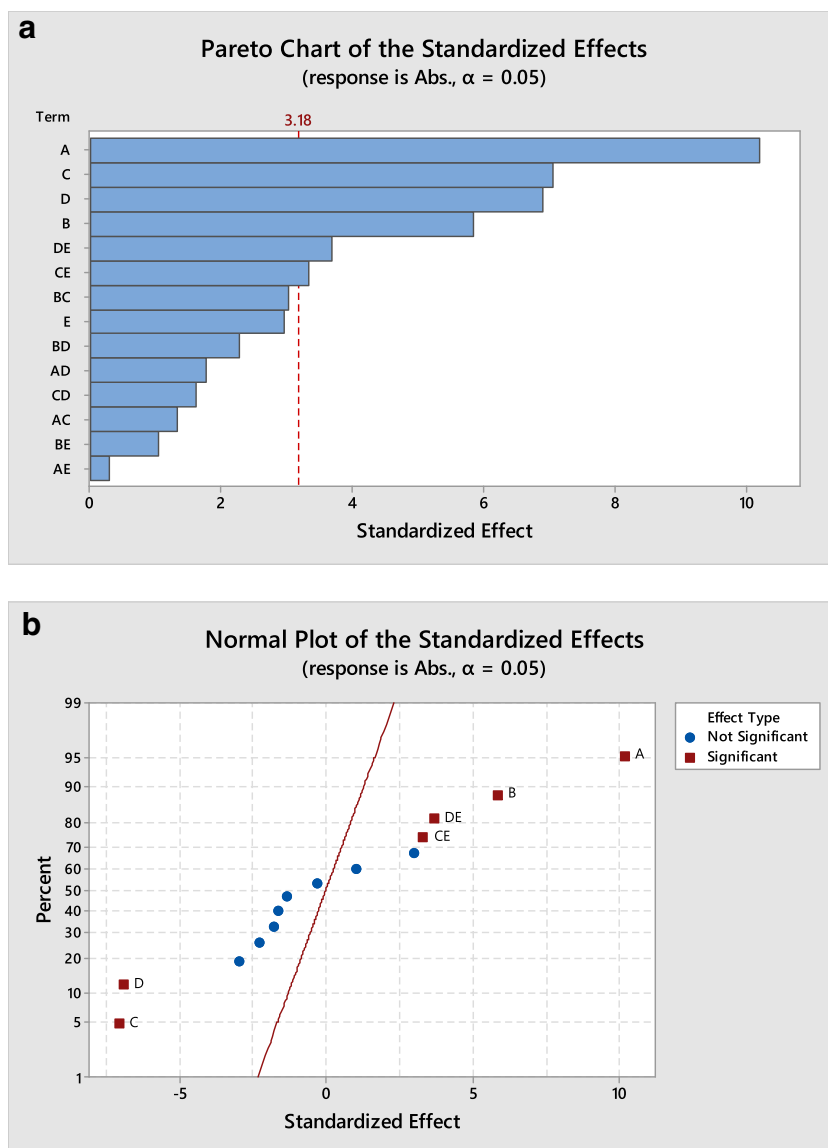 a
Pareto Chart of the Standardized Effects
(response is Abs., α = 0.05)
Term
3.18
A
C
D
B
DE
CE
BC
E
BD
AD
CD
AC
BE
AE
0 2 4 6 8 10
Standardized Effect
b
Normal Plot of the Standardized Effects
(response is Abs., α = 0.05)
99
95
90
80
70
60
50
40
30
20
10
5
1
Percent
A
B
DE
CE
D
C
Effect Type
Not Significant
Significant
-5 0 5 10
Standardized Effect